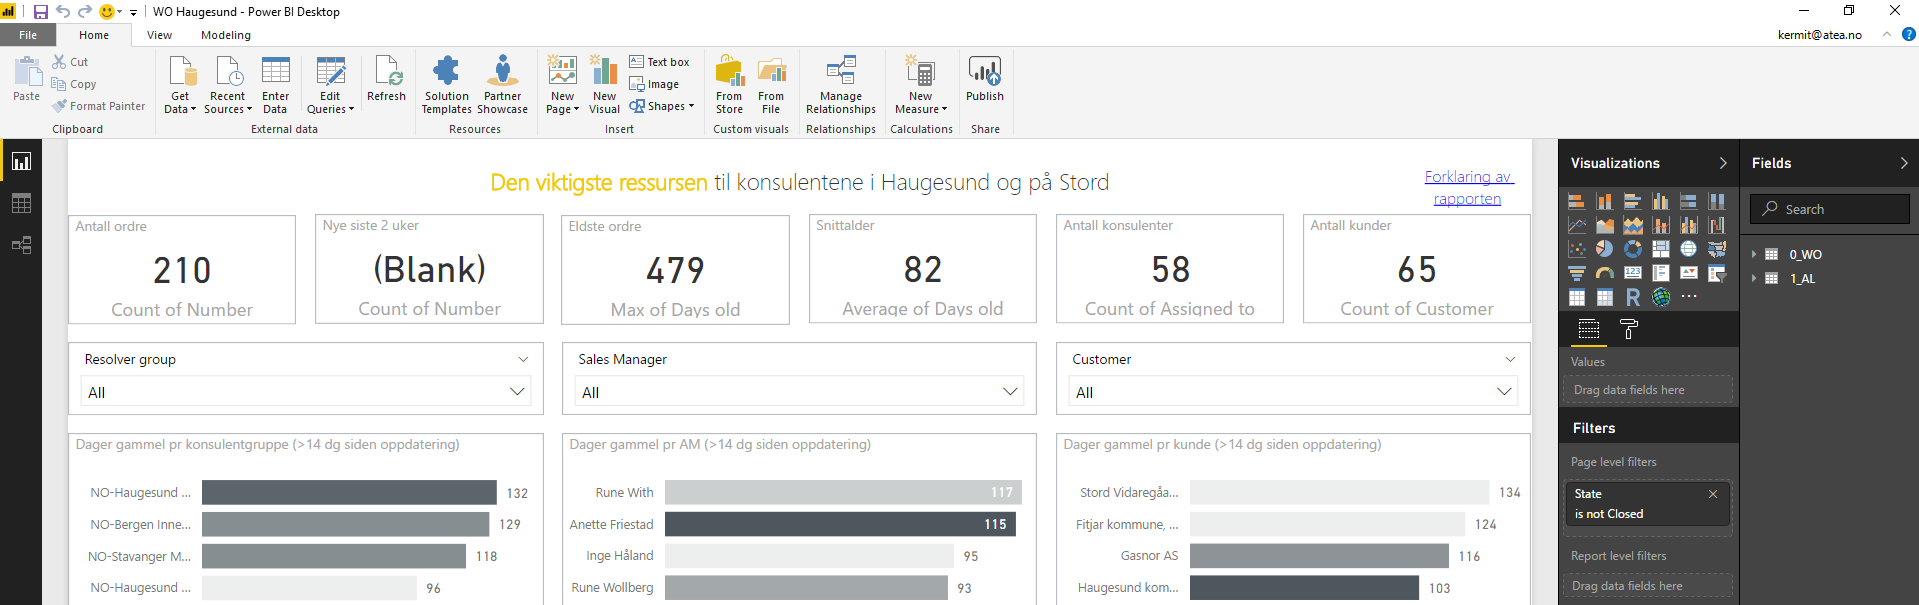 WO Haugesund - Power BI Desktop
File Home View Modeling
kermit@atea.no
Paste
Cut
Copy
Format Painter
Clipboard
Get Data
Recent Sources
Enter Data
Edit Queries
Refresh
External data
Solution Templates
Partner Showcase
Resources
New Page
New Visual
Text box
Image
Shapes
Insert
From Store
From File
Custom visuals
Manage Relationships
Relationships
New Measure
Calculations
Publish
Share
Den viktigste ressursen til konsulentene i Haugesund og på Stord
Forklaring av
rapporten
Antall ordre
210
Count of Number
Nye siste 2 uker
(Blank)
Count of Number
Eldste ordre
479
Max of Days old
Snittalder
82
Average of Days old
Antall konsulenter
58
Count of Assigned to
Antall kunder
65
Count of Customer
Resolver group
All
Sales Manager
All
Customer
All
Dager gammel pr konsulentgruppe (>14 dg siden oppdatering)
NO-Haugesund ... 132
NO-Bergen Inne... 129
NO-Stavanger M... 118
NO-Haugesund ... 96
Dager gammel pr AM (>14 dg siden oppdatering)
Rune With 117
Anette Friestad 115
Inge Håland 95
Rune Wollberg 93
Dager gammel pr kunde (>14 dg siden oppdatering)
Stord Vidaregåa... 134
Fitjar kommune, ... 124
Gasnor AS 116
Haugesund kom... 103
Visualizations
Values
Drag data fields here
Filters
Page level filters
State
is not Closed
Report level filters
Drag data fields here
Fields
Search
0_WO
1_AL